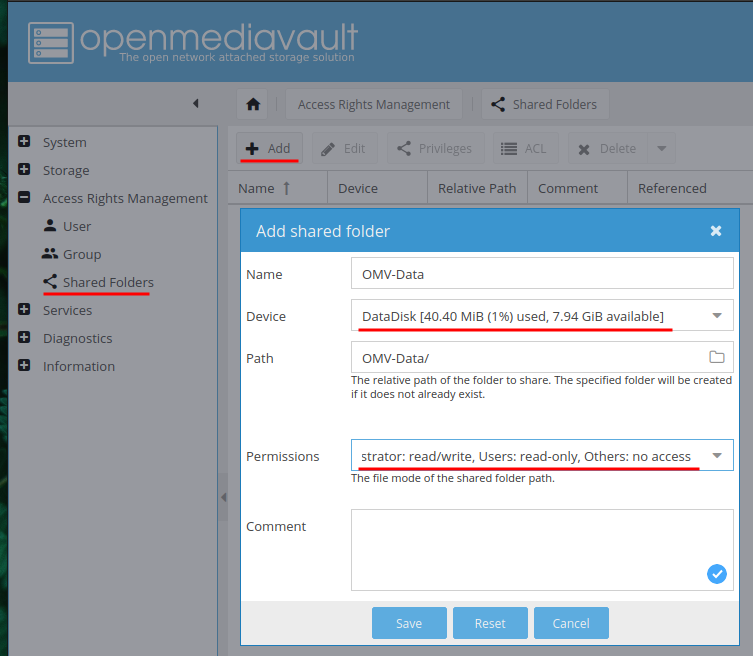 openmediavault
The open network attached storage solution
Access Rights Management
Shared Folders
System
Storage
Access Rights Management
User
Group
Shared Folders
Services
Diagnostics
Information
Add
Edit
Privileges
ACL
Delete
Name
Device
Relative Path
Comment
Referenced
Add shared folder
Name
OMV-Data
Device
DataDisk [40.40 MiB (1%) used, 7.94 GiB available]
Path
OMV-Data/
The relative path of the folder to share. The specified folder will be created
if it does not already exist.
Permissions
strator: read/write, Users: read-only, Others: no access
The file mode of the shared folder path.
Comment
Save
Reset
Cancel